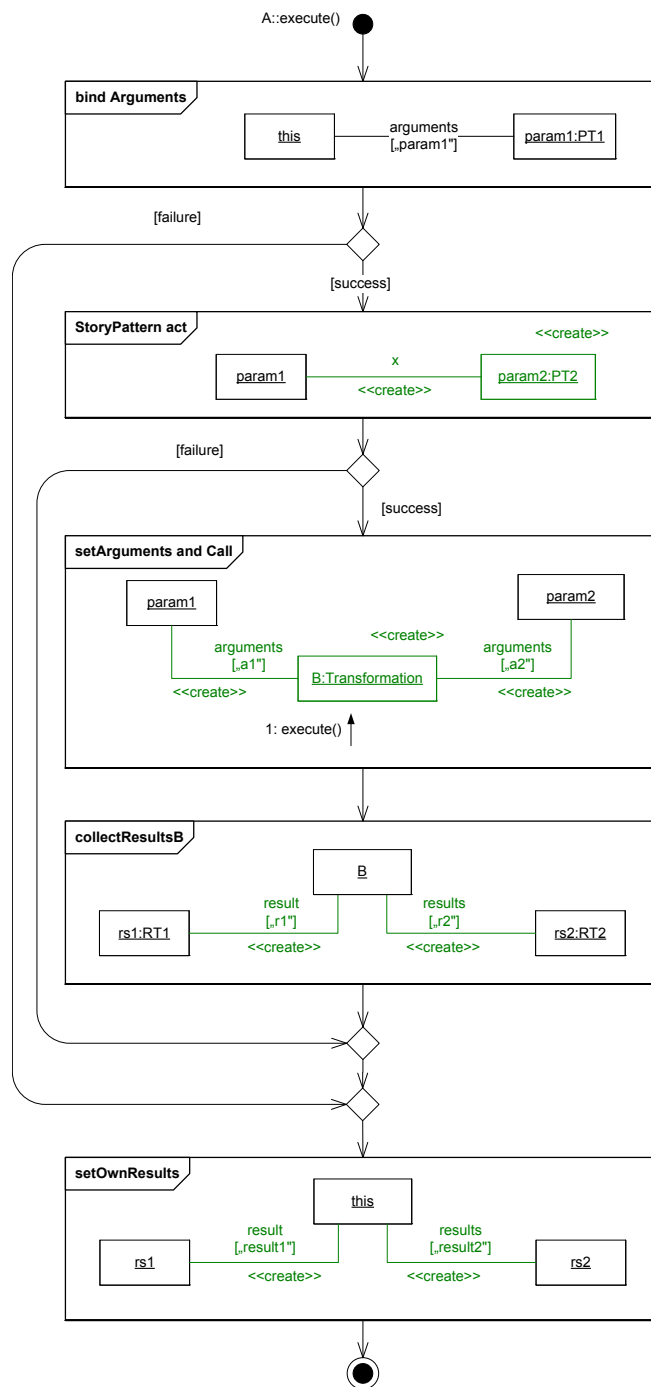 A::execute()
bind Arguments
this
arguments
[„param1"]
param1:PT1
[failure]
[success]
StoryPattern act
<<create>>
param1
x
<<create>>
param2:PT2
[failure]
[success]
setArguments and Call
param1
param2
arguments
[„a1"]
<<create>>
<<create>>
B:Transformation
arguments
[„a2"]
<<create>>
1: execute()
collectResultsB
B
result
[„r1"]
<<create>>
results
[„r2"]
<<create>>
rs1:RT1
rs2:RT2
setOwnResults
this
result
[„result1"]
<<create>>
results
[„result2"]
<<create>>
rs1
rs2